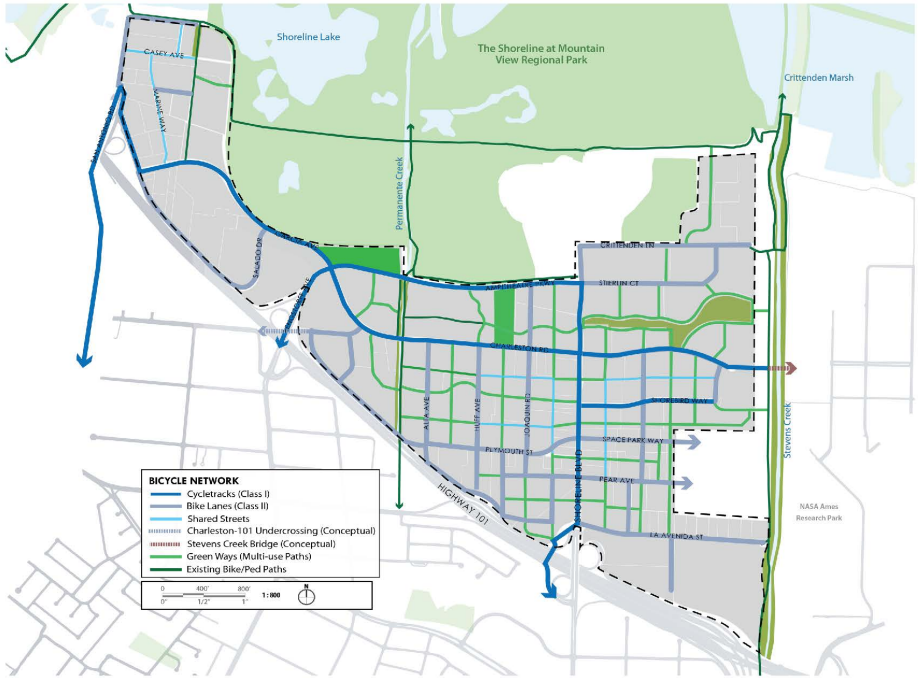 Shoreline Lake
The Shoreline at Mountain
View Regional Park
Crittenden Marsh
CASEY AVE
MARINE WAY
SAN ANTONIO RD
Permanente Creek
SALADO DR
CRITTENDEN LN
STIERLIN CT
AMPHITHEATRE PKWY
CHARLESTON RD
SHOREBIRD WAY
ALTA AVE
HUFF AVE
JOAQUIN RD
SPACE PARK WAY
PLYMOUTH ST
PEAR AVE
SHORELINE BLVD
Stevens Creek
HIGHWAY 101
LA AVENIDA ST
NASA Ames
Research Park
BICYCLE NETWORK
Cycletracks (Class I)
Bike Lanes (Class II)
Shared Streets
Charleston-101 Undercrossing (Conceptual)
Stevens Creek Bridge (Conceptual)
Green Ways (Multi-use Paths)
Existing Bike/Ped Paths
0 400' 800'
0" 1/2" 1"
1:800
N